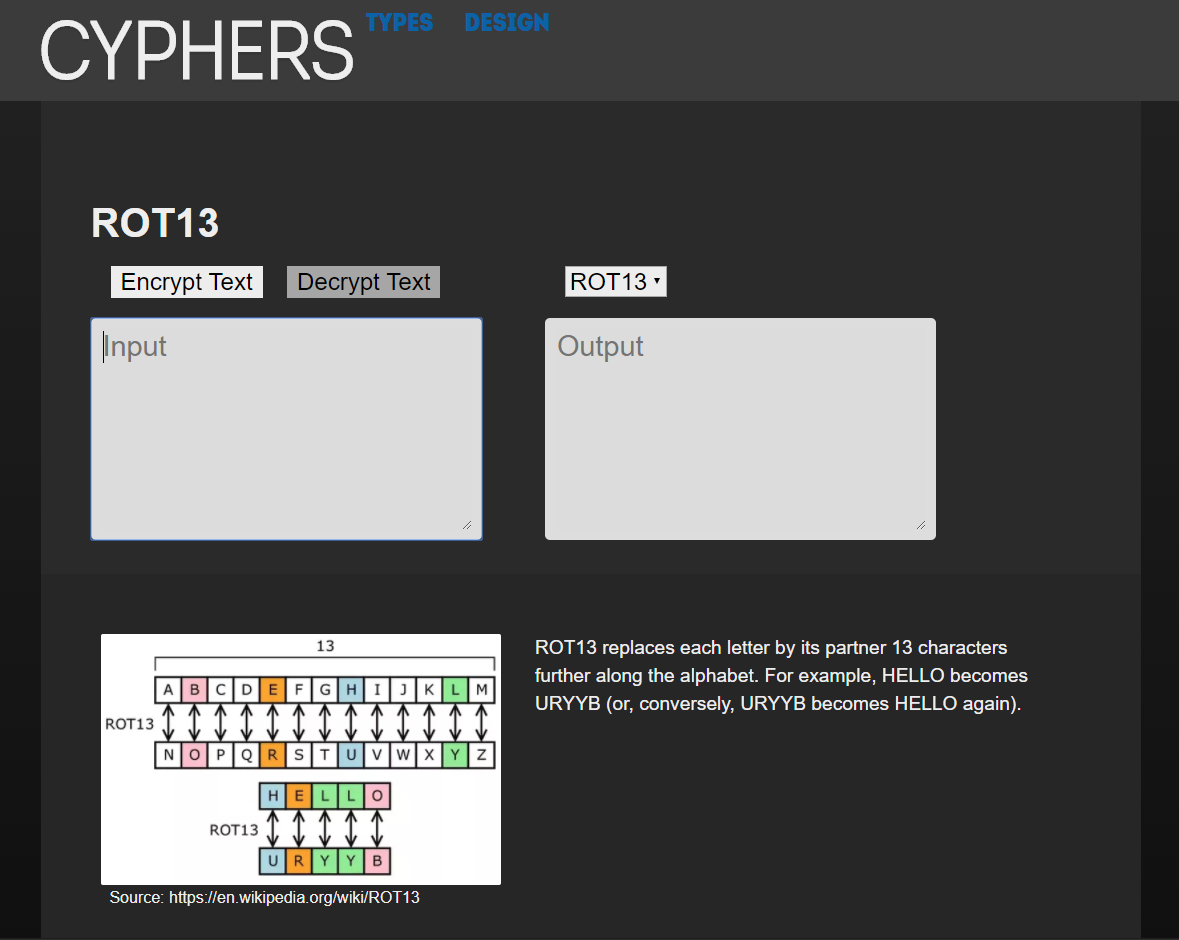 CYPHERS TYPES DESIGN
ROT13
Encrypt Text Decrypt Text ROT13
Input Output
13
A B C D E F G H I J K L M
ROT13
N O P Q R S T U V W X Y Z
H E L L O
ROT13
U R Y Y B
Source: https://en.wikipedia.org/wiki/ROT13
ROT13 replaces each letter by its partner 13 characters
further along the alphabet. For example, HELLO becomes
URYYB (or, conversely, URYYB becomes HELLO again).